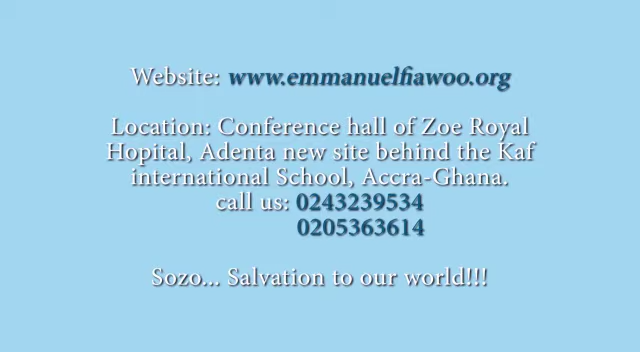 Website: www.emmanuelfiawoo.org
Location: Conference hall of Zoe Royal
Hopital, Adenta new site behind the Kaf
international School, Accra-Ghana.
call us: 0243239534
0205363614
Sozo... Salvation to our world!!!